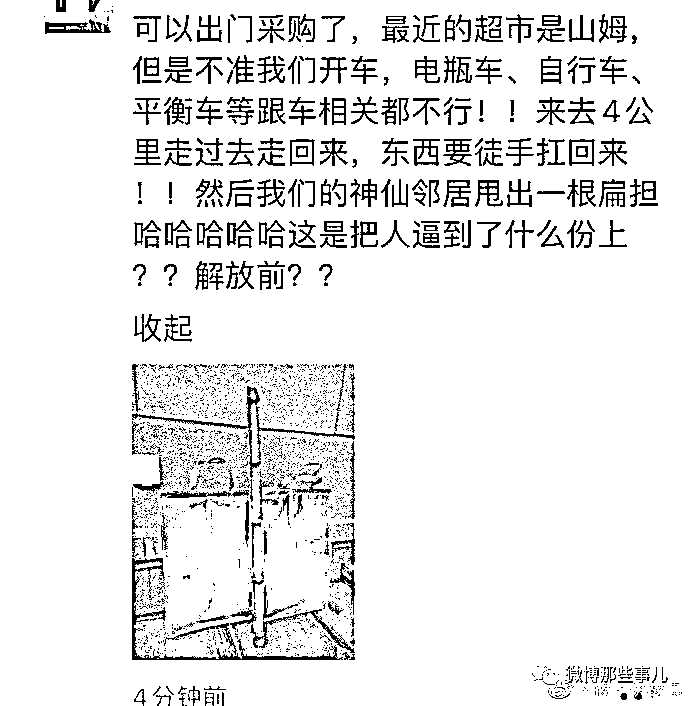 可以出门采购了，最近的超市是山姆，
但是不准我们开车，电瓶车、自行车、
平衡车等跟车相关都不行！！来去4公
里走过去走回来，东西要徒手扛回来
！！然后我们的神仙邻居甩出一根扁担
哈哈哈哈哈这是把人逼到了什么份上
？？解放前？？
收起
4分钟前
微博那些事儿